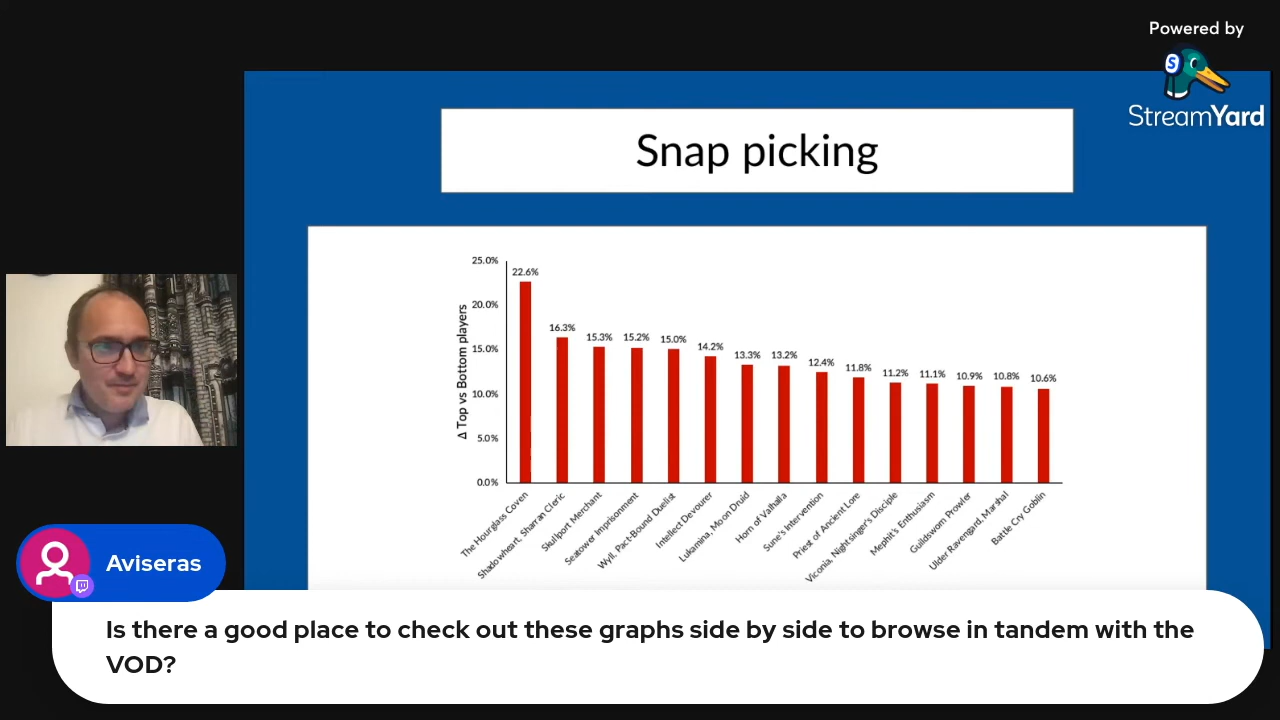 Powered by
StreamYard
Snap picking
Δ Top vs Bottom players
25.0%
20.0%
15.0%
10.0%
5.0%
0.0%
22.6%
16.3%
15.3%
15.2%
15.0%
14.2%
13.3%
13.2%
12.4%
11.8%
11.2%
11.1%
10.9%
10.8%
10.6%
The Hourglass Coven
Shadowheart, Sharran Cleric
Skullport Merchant
Seatower Imprisonment
Wyll, Pact-Bound Duelist
Intellect Devourer
Lukamina, Moon Druid
Horn of Valhalla
Sune's Intervention
Priest of Ancient Lore
Viconia, Nightsinger's Disciple
Mephit's Enthusiasm
Guildsworn Prowler
Ulder Ravengard, Marshal
Battle Cry Goblin
Aviseras
Is there a good place to check out these graphs side by side to browse in tandem with the
VOD?